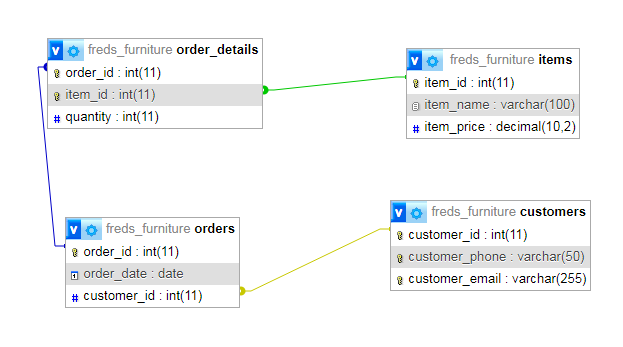 v freds_furniture order_details
order_id : int(11)
item_id : int(11)
# quantity : int(11)
v freds_furniture items
item_id : int(11)
item_name : varchar(100)
# item_price : decimal(10,2)
v freds_furniture orders
order_id : int(11)
order_date : date
# customer_id : int(11)
v freds_furniture customers
customer_id : int(11)
customer_phone : varchar(50)
customer_email : varchar(255)